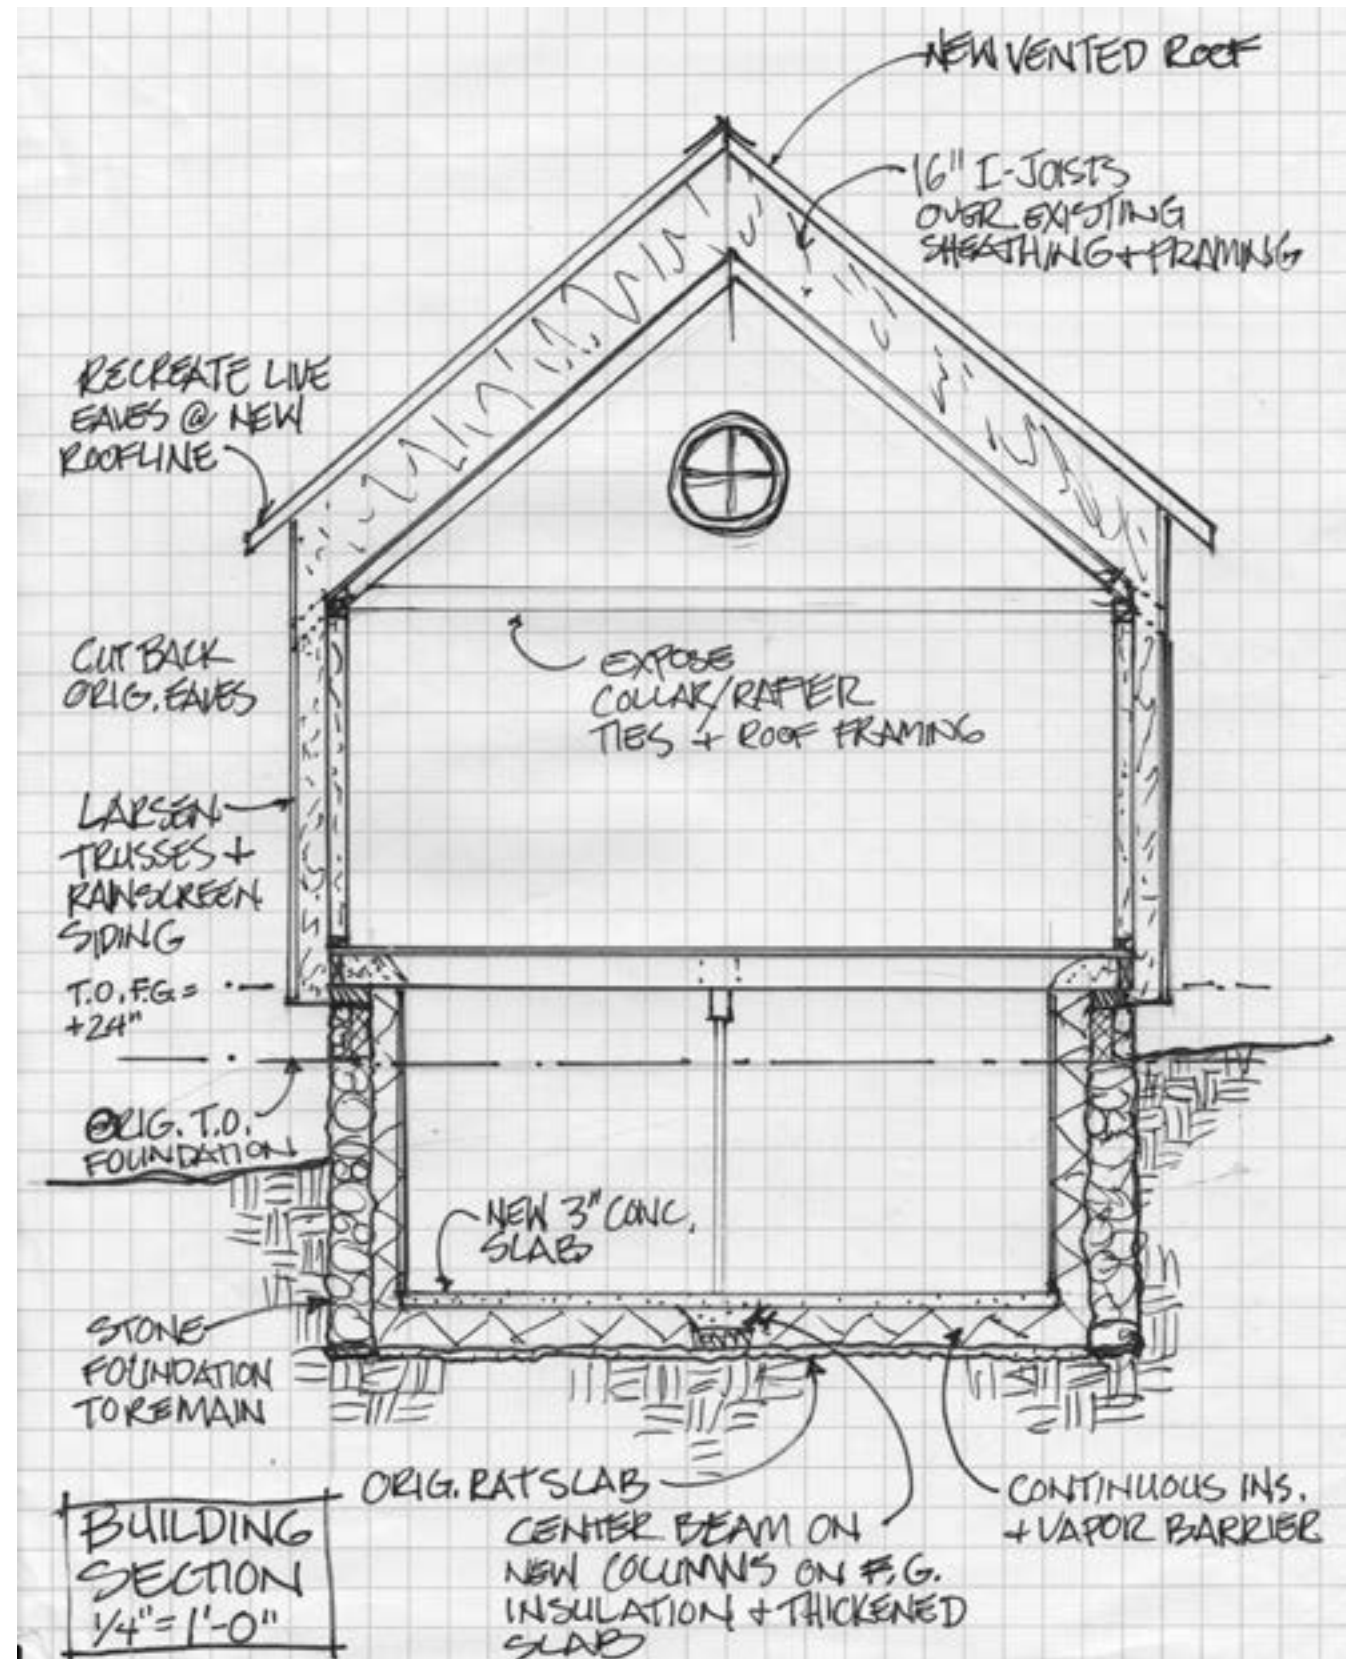 NEW VENTED ROOF
16" I-JOISTS
OVER EXISTING
SHEATHING + FRAMING
RECREATE LIVE
EAVES @ NEW
ROOFLINE
CUT BACK
ORIG. EAVES
EXPOSE
COLLAR/RAFTER
TIES + ROOF FRAMING
LARSEN
TRUSSES +
RAINSCREEN
SIDING
T.O.F.G. =
+24"
ORIG. T.O.
FOUNDATION
NEW 3" CONC.
SLAB
STONE
FOUNDATION
TO REMAIN
ORIG. RAT SLAB
CENTER BEAM ON
NEW COLUMNS ON F.G.
INSULATION + THICKENED
SLAB
CONTINUOUS INS.
+ VAPOR BARRIER
BUILDING
SECTION
1/4" = 1'-0"